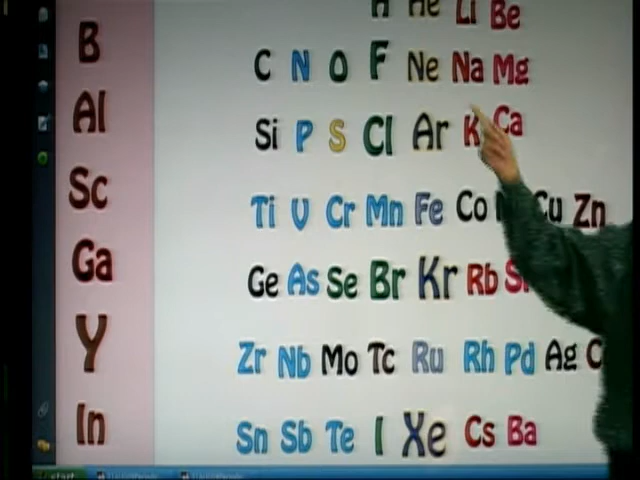 H He Li Be
B C N O F Ne Na Mg
Al Si P S Cl Ar K Ca
Sc Ti V Cr Mn Fe Co Cu Zn
Ga Ge As Se Br Kr Rb
Y Zr Nb Mo Tc Ru Rh Pd Ag
In Sn Sb Te I Xe Cs Ba
start